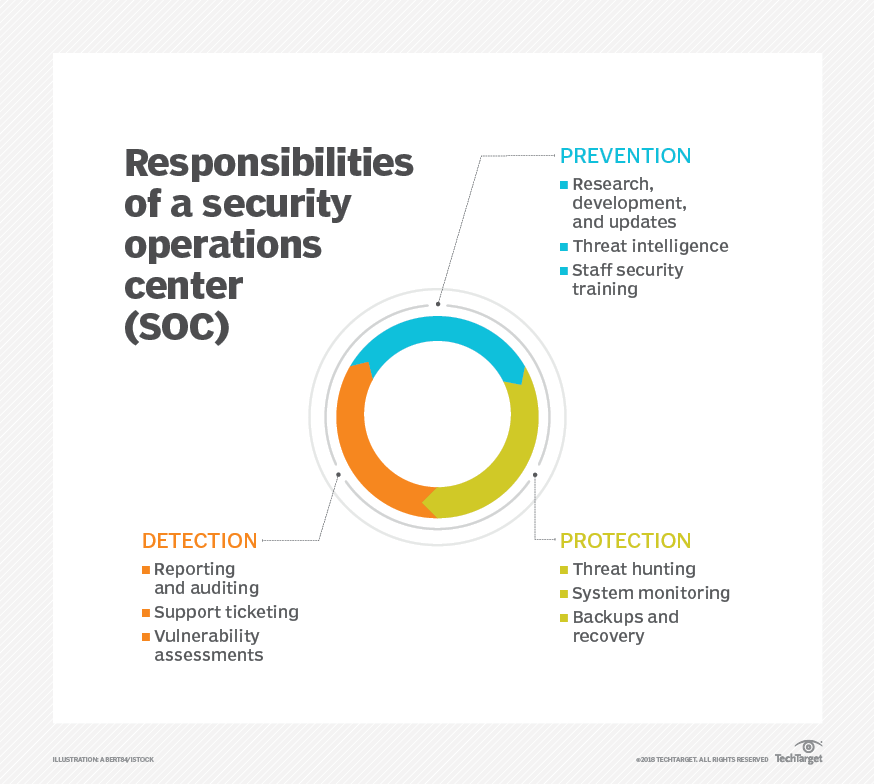 Responsibilities
of a security
operations
center
(SOC)
PREVENTION
Research,
development,
and updates
Threat intelligence
Staff security
training
DETECTION
Reporting
and auditing
Support ticketing
Vulnerability
assessments
PROTECTION
Threat hunting
System monitoring
Backups and
recovery
ILLUSTRATION: ABERT84/ISTOCK
©2018 TECHTARGET. ALL RIGHTS RESERVED
TechTarget